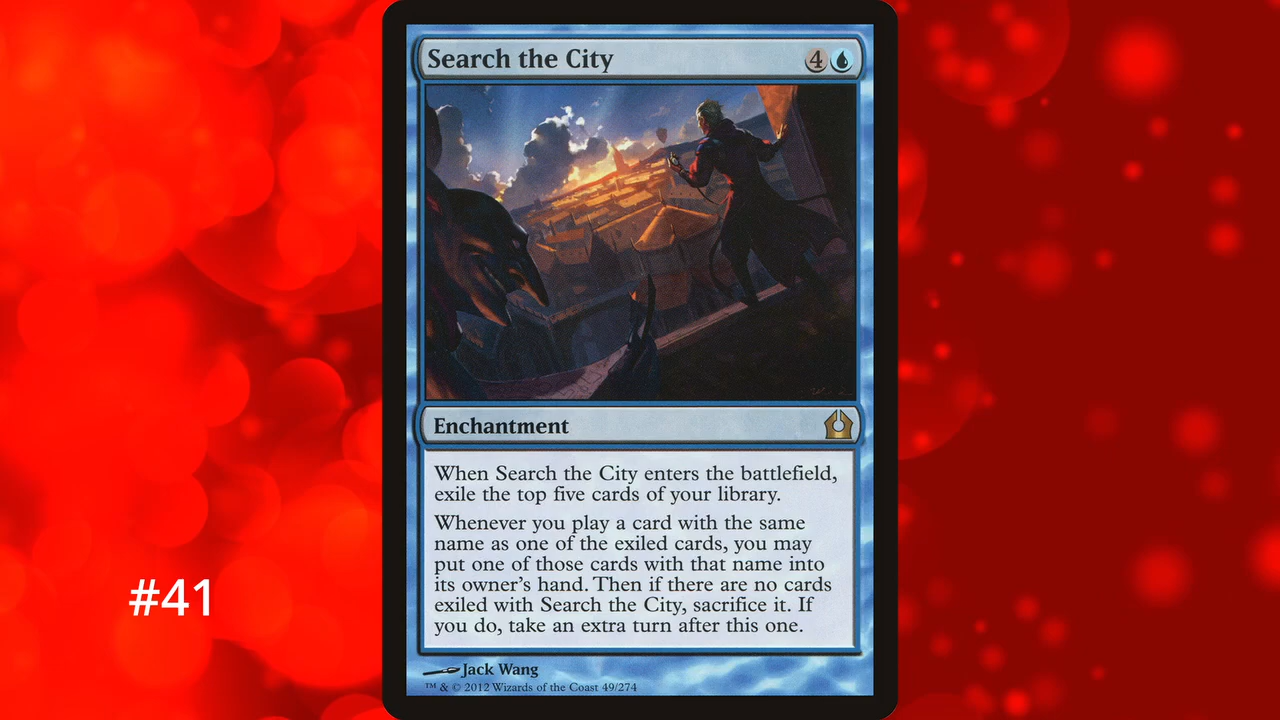 Search the City
4
Enchantment
When Search the City enters the battlefield,
exile the top five cards of your library.
Whenever you play a card with the same
name as one of the exiled cards, you may
put one of those cards with that name into
its owner's hand. Then if there are no cards
exiled with Search the City, sacrifice it. If
you do, take an extra turn after this one.
#41
Jack Wang
™ & © 2012 Wizards of the Coast 49/274